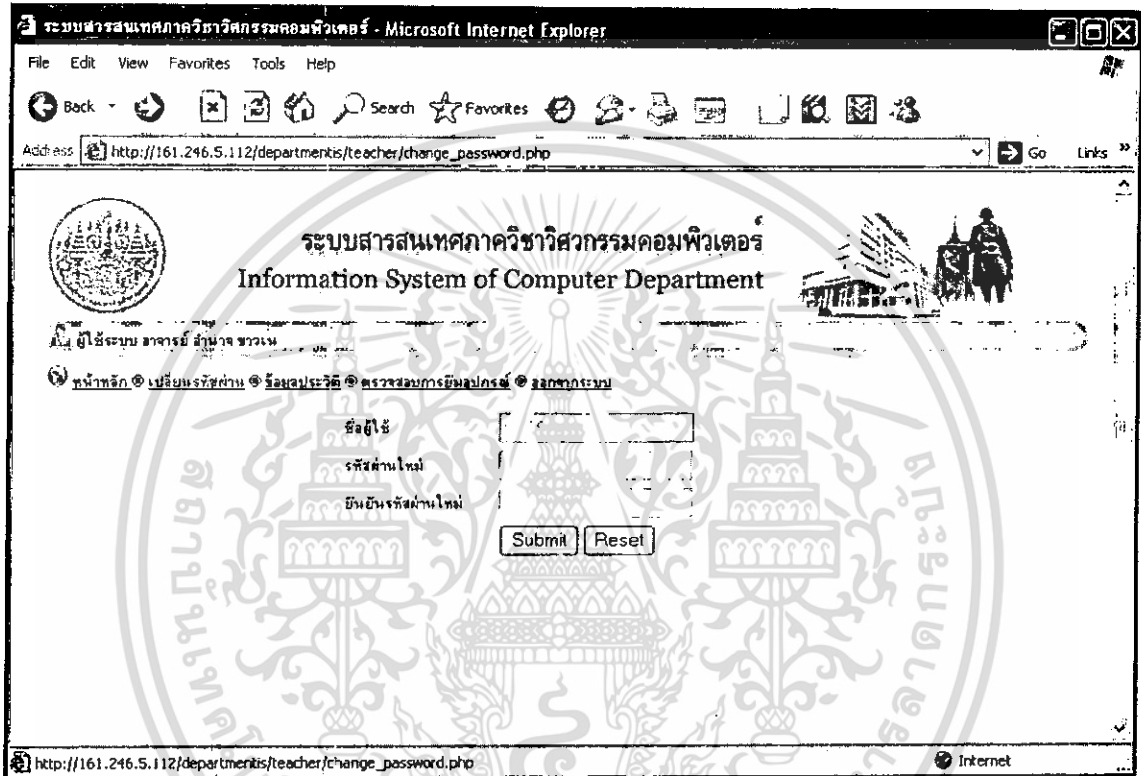 ระบบสารสนเทศภาควิชาวิศกรรมคอมพิวเตอร์ - Microsoft Internet Explorer
File Edit View Favorites Tools Help
Back Search Favorites
Address http://161.246.5.112/departmentis/teacher/change_password.php Go Links »
ระบบสารสนเทศภาควิชาวิศวกรรมคอมพิวเตอร์
Information System of Computer Department
ผู้ใช้ระบบ อาจารย์ อำนาจ ขาวเน
หน้าหลัก เปลี่ยนรหัสผ่าน ข้อมูลประวัติ ตรวจสอบการยืมอุปกรณ์ ออกจากระบบ
ชื่อผู้ใช้
รหัสผ่านใหม่
ยืนยันรหัสผ่านใหม่
Submit Reset
http://161.246.5.112/departmentis/teacher/change_password.php Internet